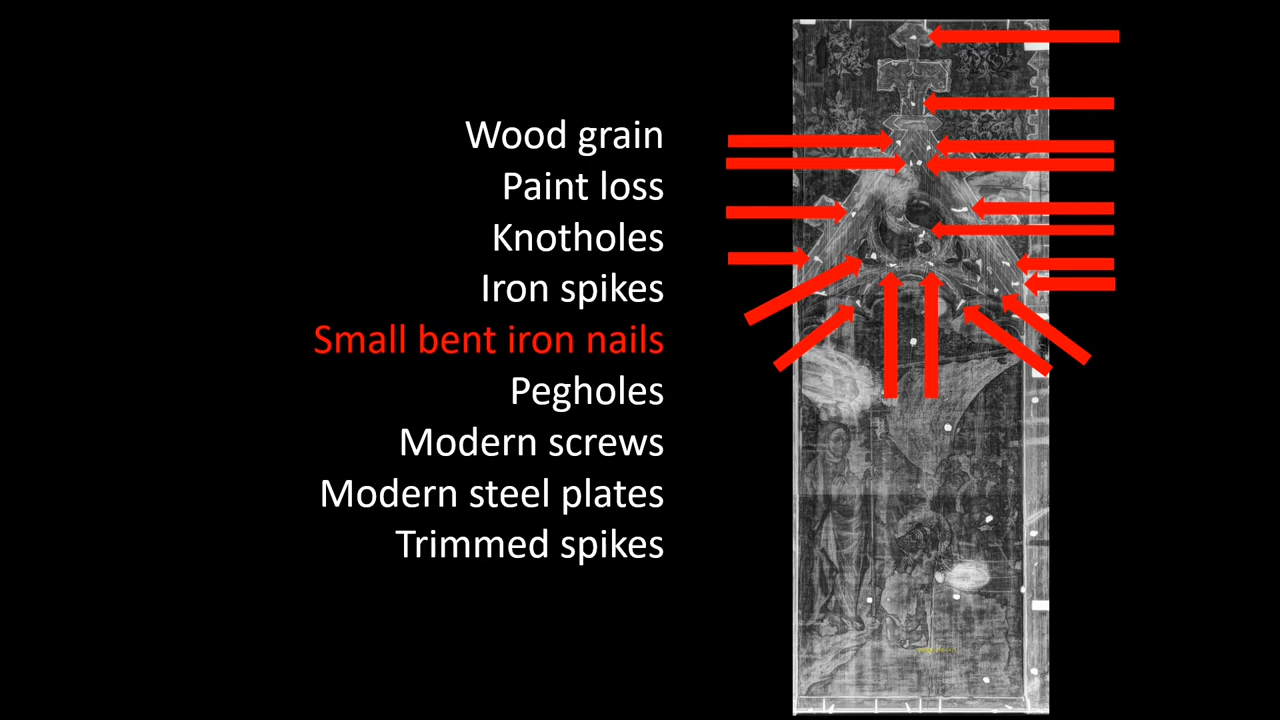 Wood grain
Paint loss
Knotholes
Iron spikes
Small bent iron nails
Pegholes
Modern screws
Modern steel plates
Trimmed spikes